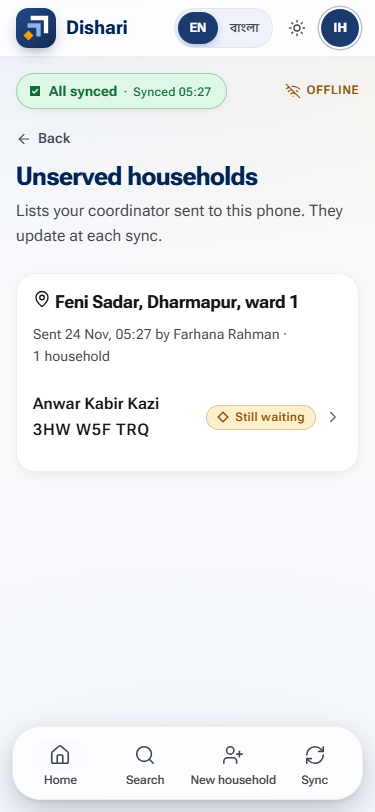 Dishari
EN
বাংলা
IH
All synced · Synced 05:27
OFFLINE
Back
Unserved households
Lists your coordinator sent to this phone. They
update at each sync.
Feni Sadar, Dharmapur, ward 1
Sent 24 Nov, 05:27 by Farhana Rahman ·
1 household
Anwar Kabir Kazi
3HW W5F TRQ
Still waiting
Home
Search
New household
Sync